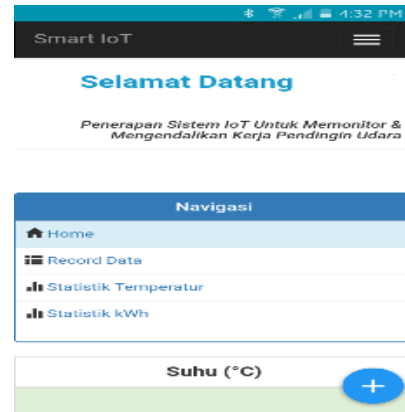 4:32 PM
Smart IoT
Selamat Datang
Penerapan Sistem IoT Untuk Memonitor &
Mengendalikan Kerja Pendingin Udara
Navigasi
Home
Record Data
Statistik Temperatur
Statistik kWh
Suhu (°C)
+